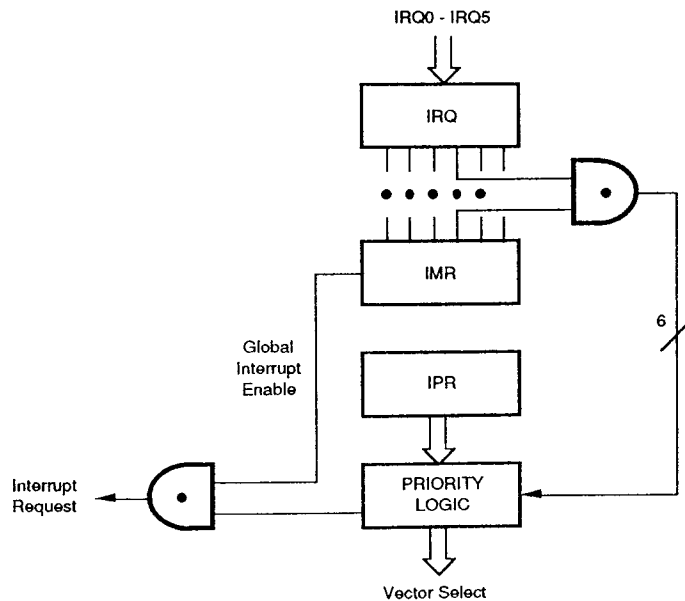 IRQ0 - IRQ5
IRQ
IMR
6
Global
Interrupt
Enable
IPR
PRIORITY
LOGIC
Interrupt
Request
Vector Select